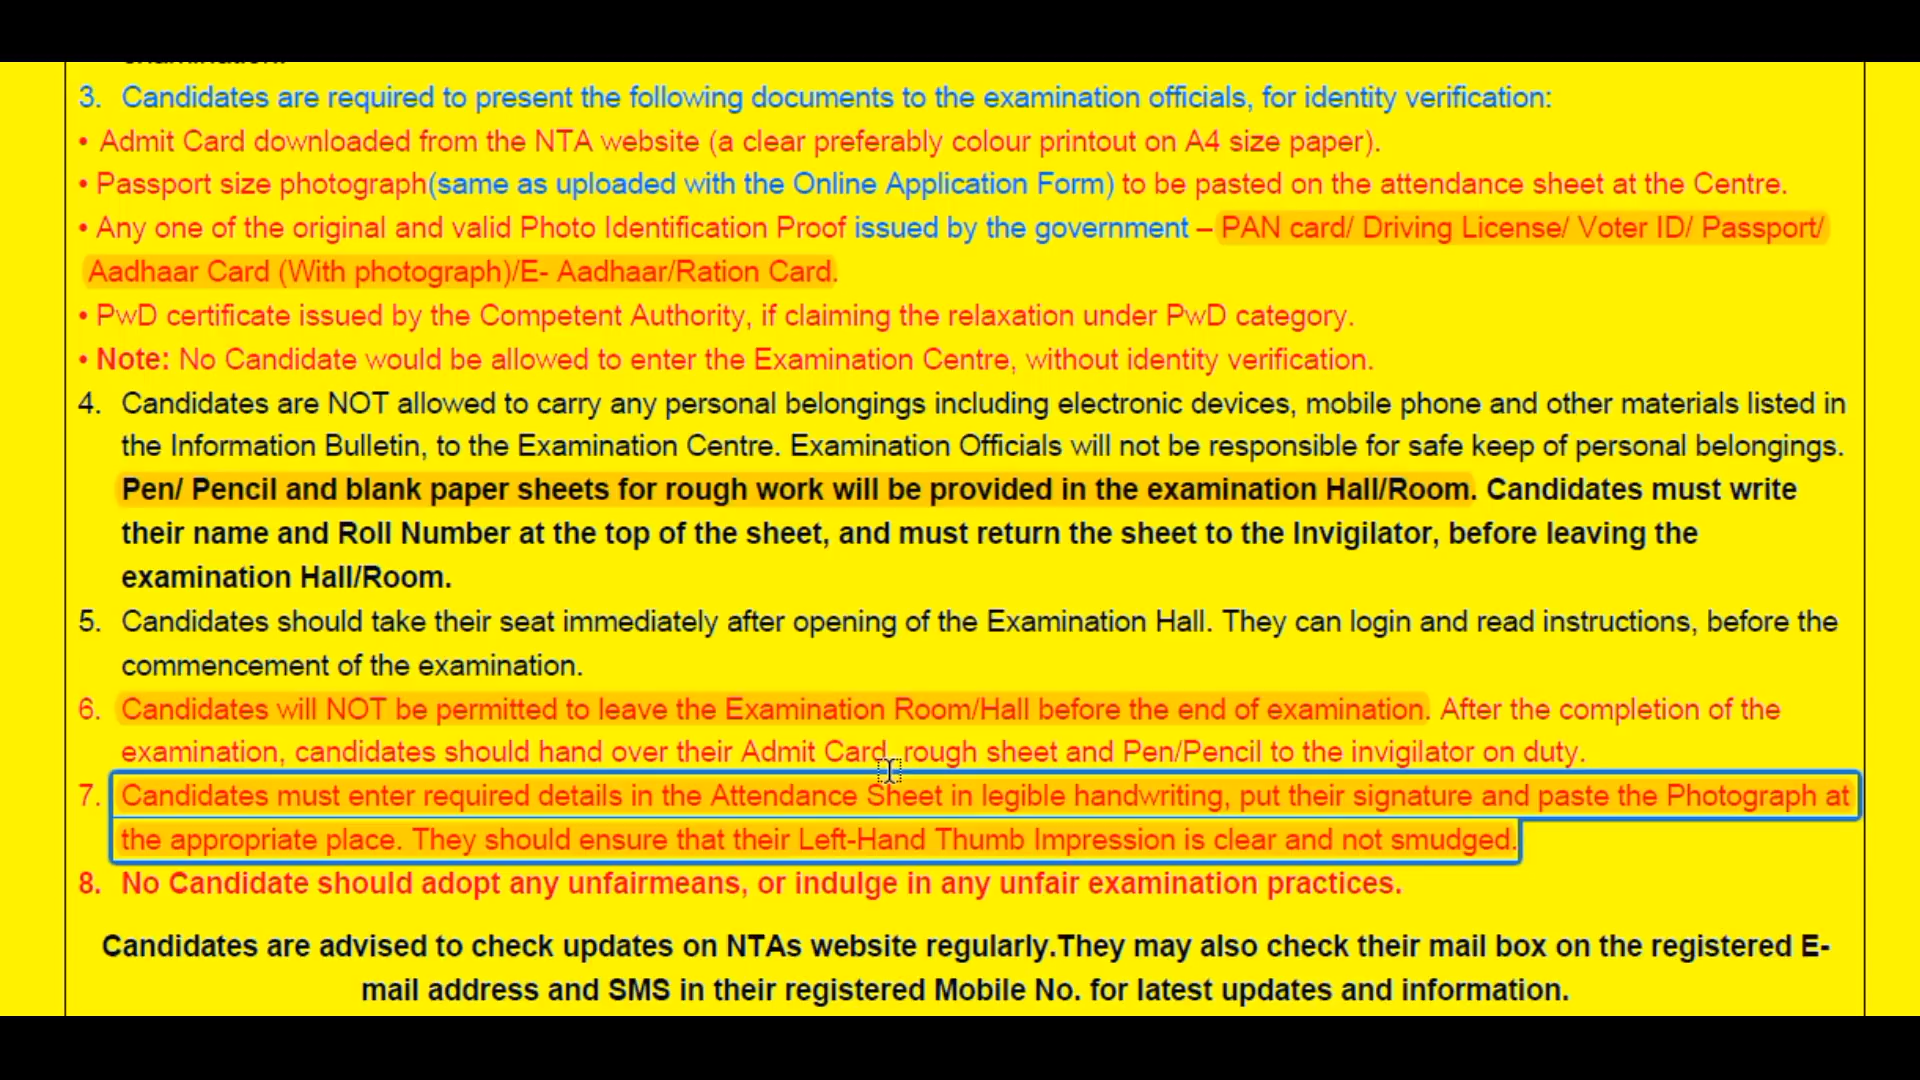 3. Candidates are required to present the following documents to the examination officials, for identity verification:
• Admit Card downloaded from the NTA website (a clear preferably colour printout on A4 size paper).
• Passport size photograph(same as uploaded with the Online Application Form) to be pasted on the attendance sheet at the Centre.
• Any one of the original and valid Photo Identification Proof issued by the government – PAN card/ Driving License/ Voter ID/ Passport/
Aadhaar Card (With photograph)/E- Aadhaar/Ration Card.
• PwD certificate issued by the Competent Authority, if claiming the relaxation under PwD category.
• Note: No Candidate would be allowed to enter the Examination Centre, without identity verification.
4. Candidates are NOT allowed to carry any personal belongings including electronic devices, mobile phone and other materials listed in
the Information Bulletin, to the Examination Centre. Examination Officials will not be responsible for safe keep of personal belongings.
Pen/ Pencil and blank paper sheets for rough work will be provided in the examination Hall/Room. Candidates must write
their name and Roll Number at the top of the sheet, and must return the sheet to the Invigilator, before leaving the
examination Hall/Room.
5. Candidates should take their seat immediately after opening of the Examination Hall. They can login and read instructions, before the
commencement of the examination.
6. Candidates will NOT be permitted to leave the Examination Room/Hall before the end of examination. After the completion of the
examination, candidates should hand over their Admit Card, rough sheet and Pen/Pencil to the invigilator on duty.
7. Candidates must enter required details in the Attendance Sheet in legible handwriting, put their signature and paste the Photograph at
the appropriate place. They should ensure that their Left-Hand Thumb Impression is clear and not smudged.
8. No Candidate should adopt any unfairmeans, or indulge in any unfair examination practices.
Candidates are advised to check updates on NTAs website regularly.They may also check their mail box on the registered E-
mail address and SMS in their registered Mobile No. for latest updates and information.